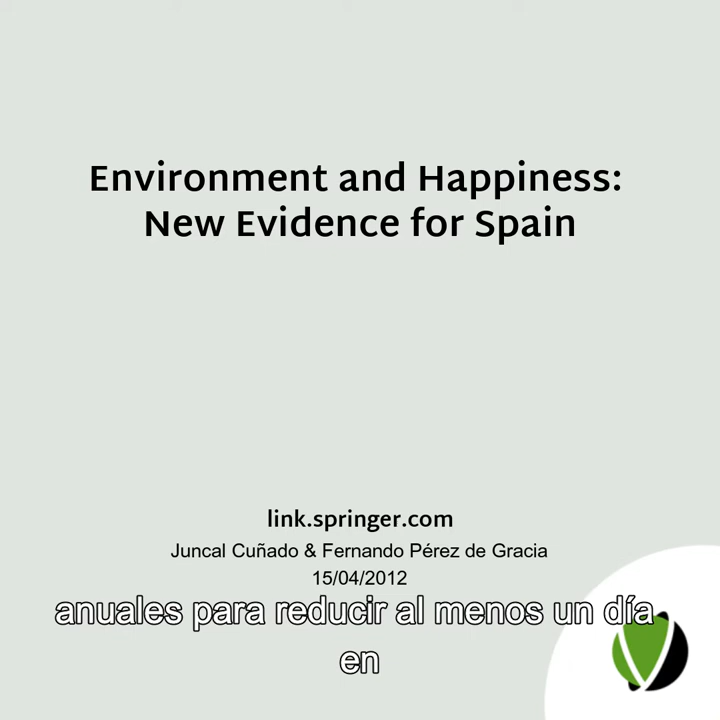 Environment and Happiness:
New Evidence for Spain
link.springer.com
Juncal Cuñado & Fernando Pérez de Gracia
15/04/2012
anuales para reducir al menos un día
en